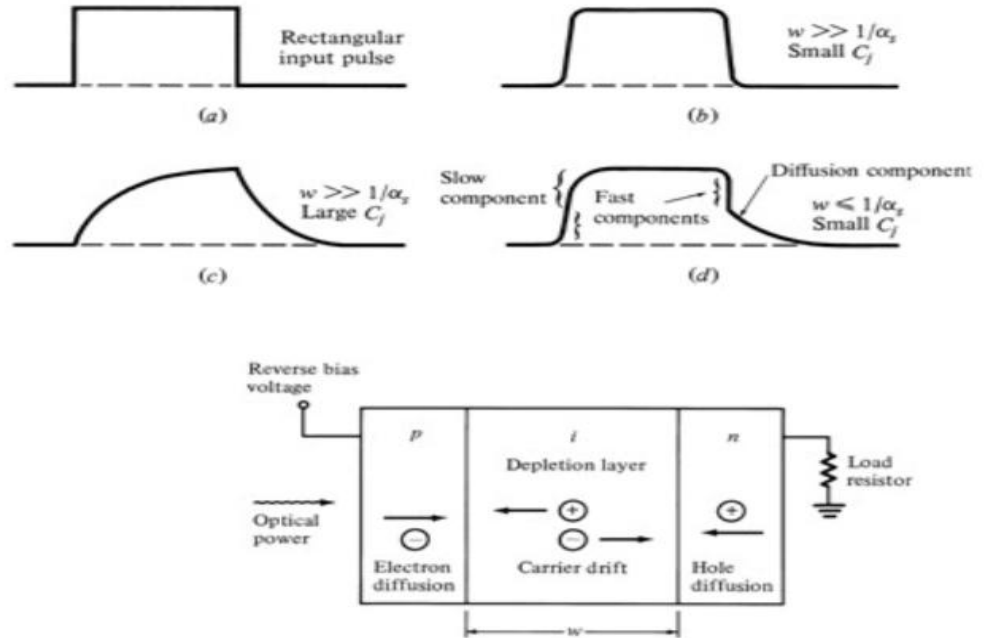 Rectangular
input pulse
(a)
w >> 1/αs
Small Cj
(b)
w >> 1/αs
Large Cj
(c)
Slow
component
Fast
components
Diffusion component
w ⩽ 1/αs
Small Cj
(d)
Reverse bias
voltage
p
i
n
Depletion layer
Load
resistor
Optical
power
+
+
−
−
Electron
diffusion
Carrier drift
Hole
diffusion
w